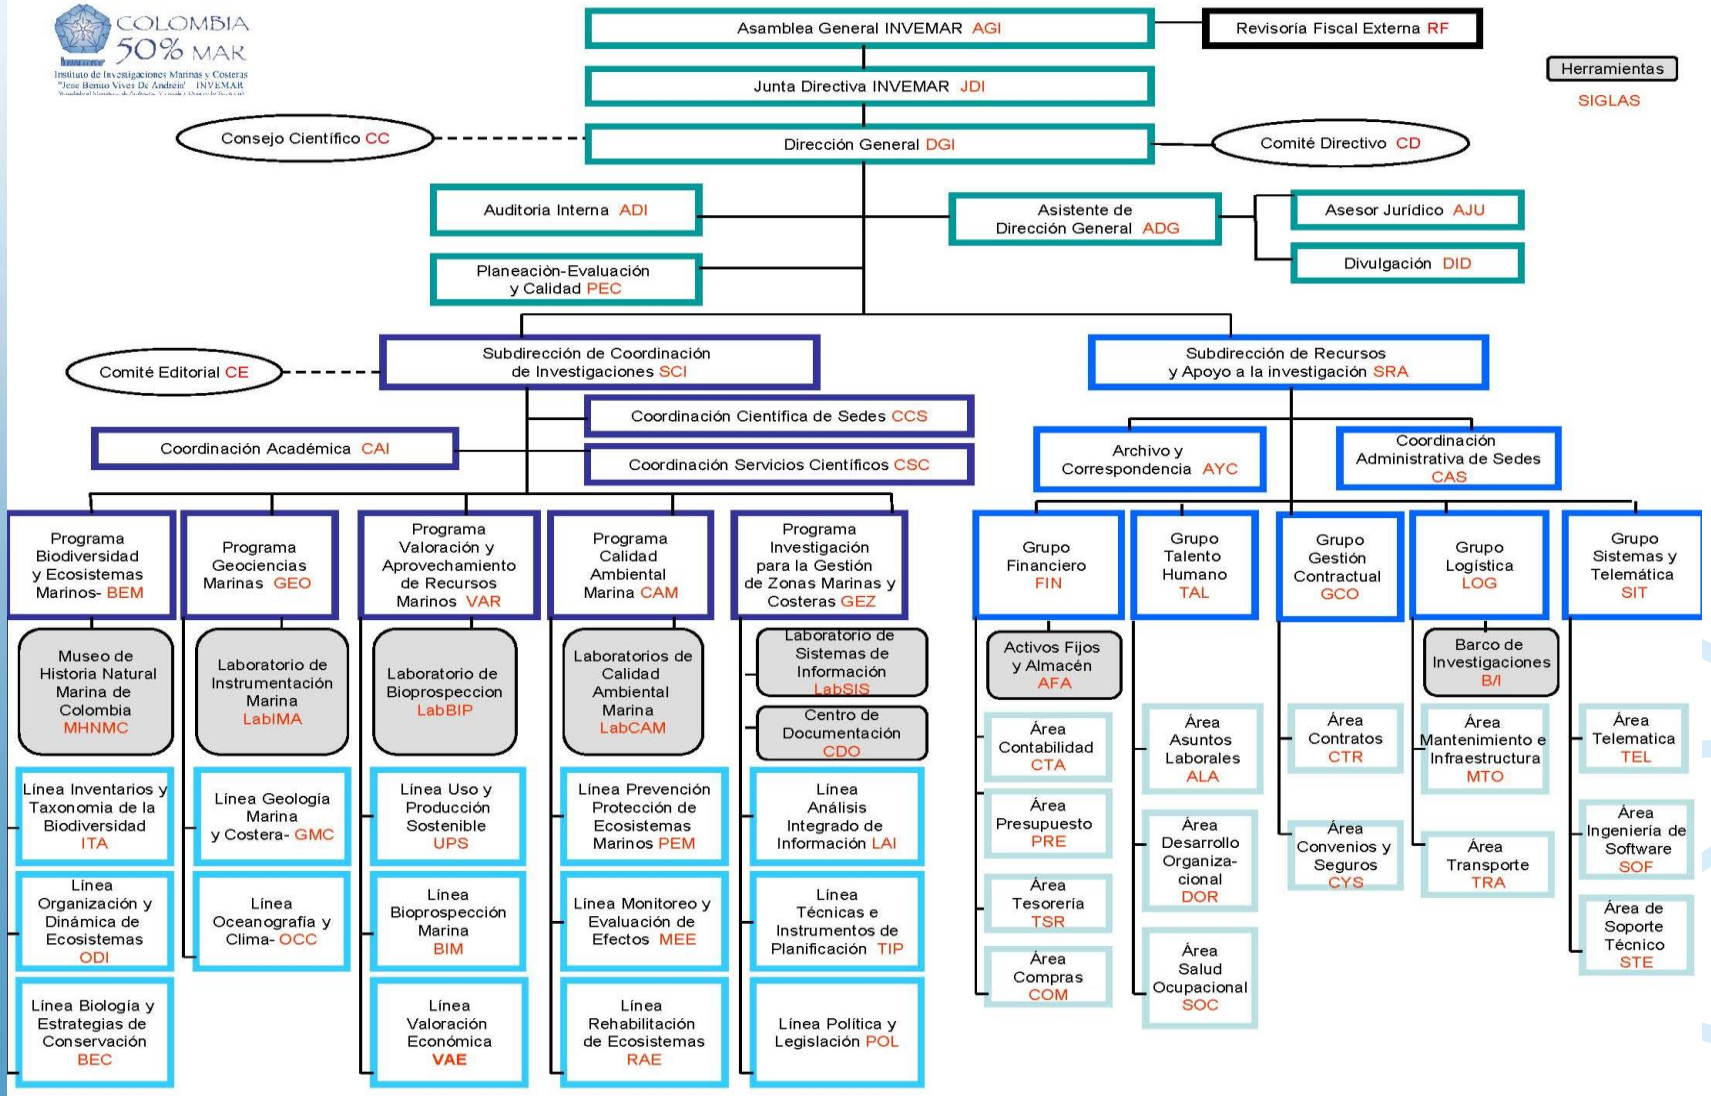 COLOMBIA
50% MAR
Instituto de Investigaciones Marinas y Costeras
"Jose Benito Vives De Andréis" INVEMAR
Asamblea General INVEMAR AGI
Revisoría Fiscal Externa RF
Herramientas
SIGLAS
Junta Directiva INVEMAR JDI
Consejo Científico CC
Dirección General DGI
Comité Directivo CD
Auditoria Interna ADI
Asistente de
Dirección General ADG
Asesor Jurídico AJU
Divulgación DID
Planeaciòn-Evaluación
y Calidad PEC
Comité Editorial CE
Subdirección de Coordinación
de Investigaciones SCI
Subdirección de Recursos
y Apoyo a la investigación SRA
Coordinación Científica de Sedes CCS
Coordinación Académica CAI
Coordinación Servicios Científicos CSC
Archivo y
Correspondencia AYC
Coordinación
Administrativa de Sedes
CAS
Programa
Biodiversidad
y Ecosistemas
Marinos- BEM
Programa
Geociencias
Marinas GEO
Programa
Valoración y
Aprovechamiento
de Recursos
Marinos VAR
Programa
Calidad
Ambiental
Marina CAM
Programa
Investigación
para la Gestión
de Zonas Marinas y
Costeras GEZ
Grupo
Financiero
FIN
Grupo
Talento
Humano
TAL
Grupo
Gestión
Contractual
GCO
Grupo
Logística
LOG
Grupo
Sistemas y
Telemática
SIT
Museo de
Historia Natural
Marina de
Colombia
MHNMC
Laboratorio de
Instrumentación
Marina
LabIMA
Laboratorio de
Bioprospeccion
LabBIP
Laboratorios de
Calidad
Ambiental
Marina
LabCAM
Laboratorio de
Sistemas de
Información
LabSIS
Centro de
Documentación
CDO
Activos Fijos
y Almacén
AFA
Barco de
Investigaciones
B/I
Línea Inventarios y
Taxonomia de la
Biodiversidad
ITA
Línea Geología
Marina
y Costera- GMC
Línea Uso y
Producción
Sostenible
UPS
Línea Prevención
Protección de
Ecosistemas
Marinos PEM
Línea
Análisis
Integrado de
Información LAI
Línea
Organización y
Dinámica de
Ecosistemas
ODI
Línea
Oceanografía y
Clima- OCC
Línea
Bioprospección
Marina
BIM
Línea Monitoreo y
Evaluación de
Efectos MEE
Línea
Técnicas e
Instrumentos de
Planificación TIP
Línea Biología y
Estrategias de
Conservación
BEC
Línea
Valoración
Económica
VAE
Línea
Rehabilitación
de Ecosistemas
RAE
Línea Política y
Legislación POL
Área
Contabilidad
CTA
Área
Presupuesto
PRE
Área
Tesorería
TSR
Área
Compras
COM
Área
Asuntos
Laborales
ALA
Área
Desarrollo
Organiza-
cional
DOR
Área
Salud
Ocupacional
SOC
Área
Contratos
CTR
Área
Convenios y
Seguros
CYS
Área
Mantenimiento e
Infraestructura
MTO
Área
Transporte
TRA
Área
Telematica
TEL
Área
Ingeniería de
Software
SOF
Área de
Soporte
Técnico
STE